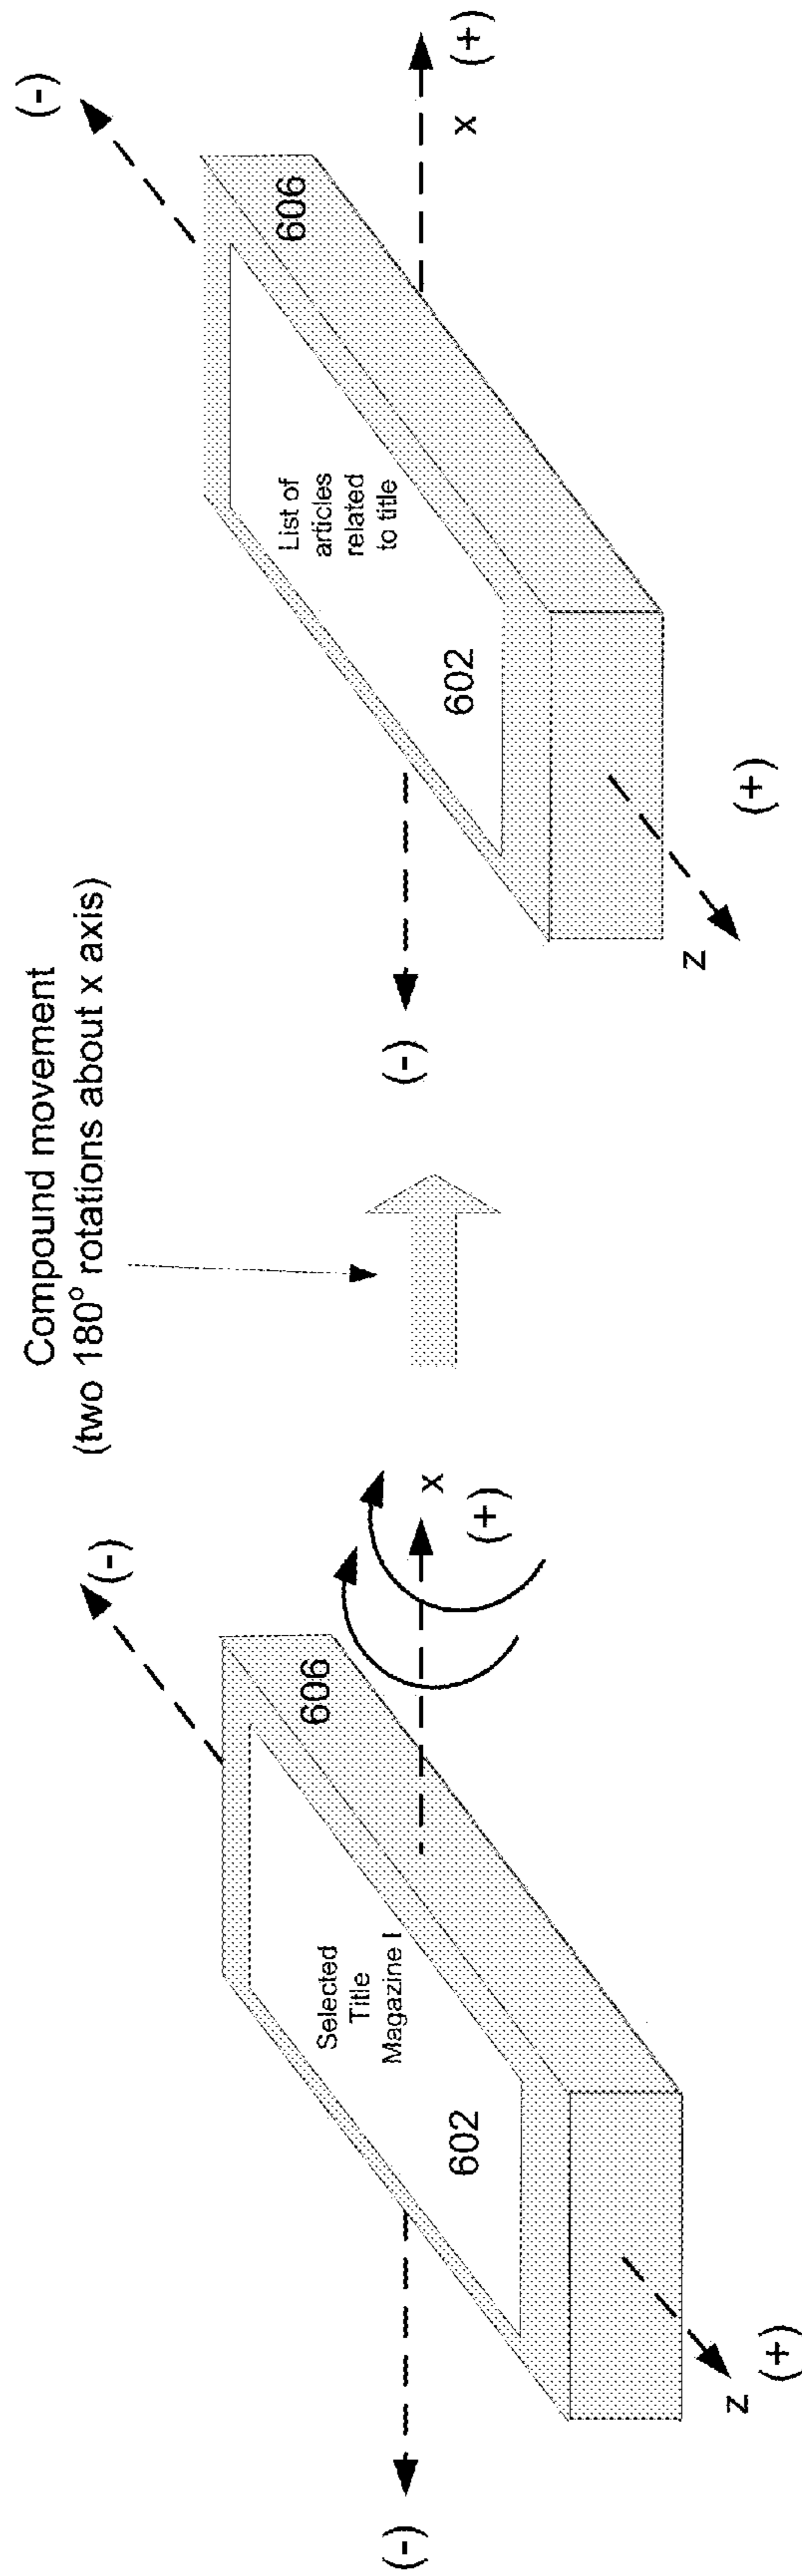 Compound movement
(two 180° rotations about x axis)
(-)
Selected
Title
Magazine I
602
606
x
(+)
(-)
z
(+)
(-)
List of
articles
related
to title
602
606
x
(+)
(-)
z
(+)